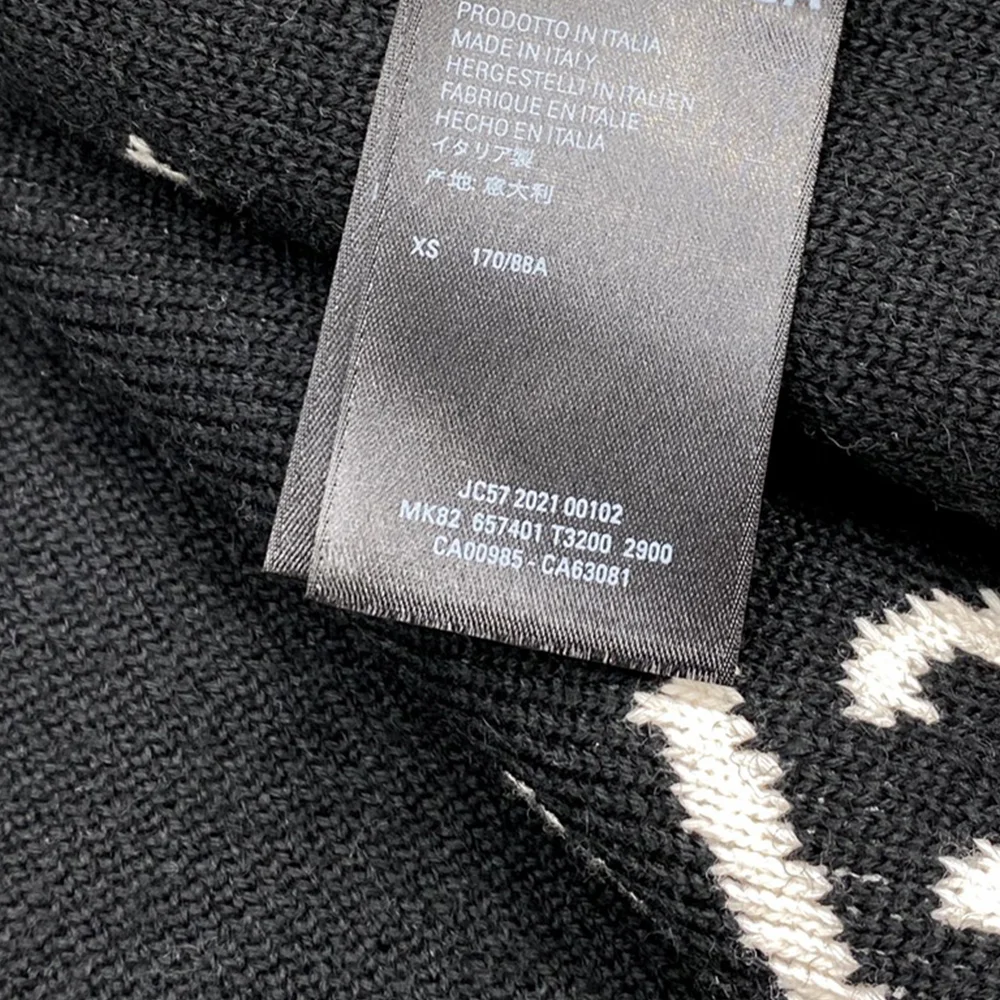 PRODOTTO IN ITALIA
MADE IN ITALY
HERGESTELLT IN ITALIEN
FABRIQUE EN ITALIE
HECHO EN ITALIA
イタリア製
产地: 意大利
XS 170/88A
JC57 2021 00102
MK82 657401 T3200 2900
CA00985 - CA63081